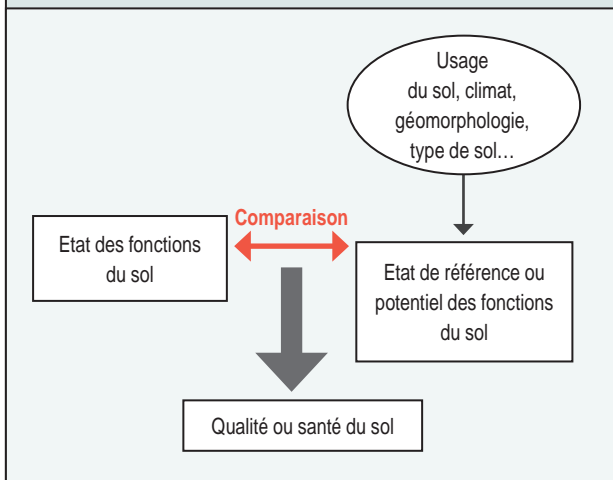 Usage
du sol, climat,
géomorphologie,
type de sol…
Comparaison
Etat des fonctions
du sol
Etat de référence ou
potentiel des fonctions
du sol
Qualité ou santé du sol